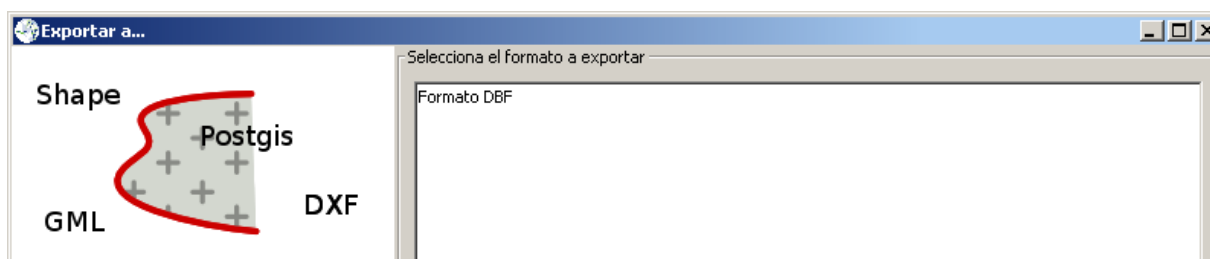 Exportar a...
Selecciona el formato a exportar
Formato DBF
Shape
Postgis
DXF
GML